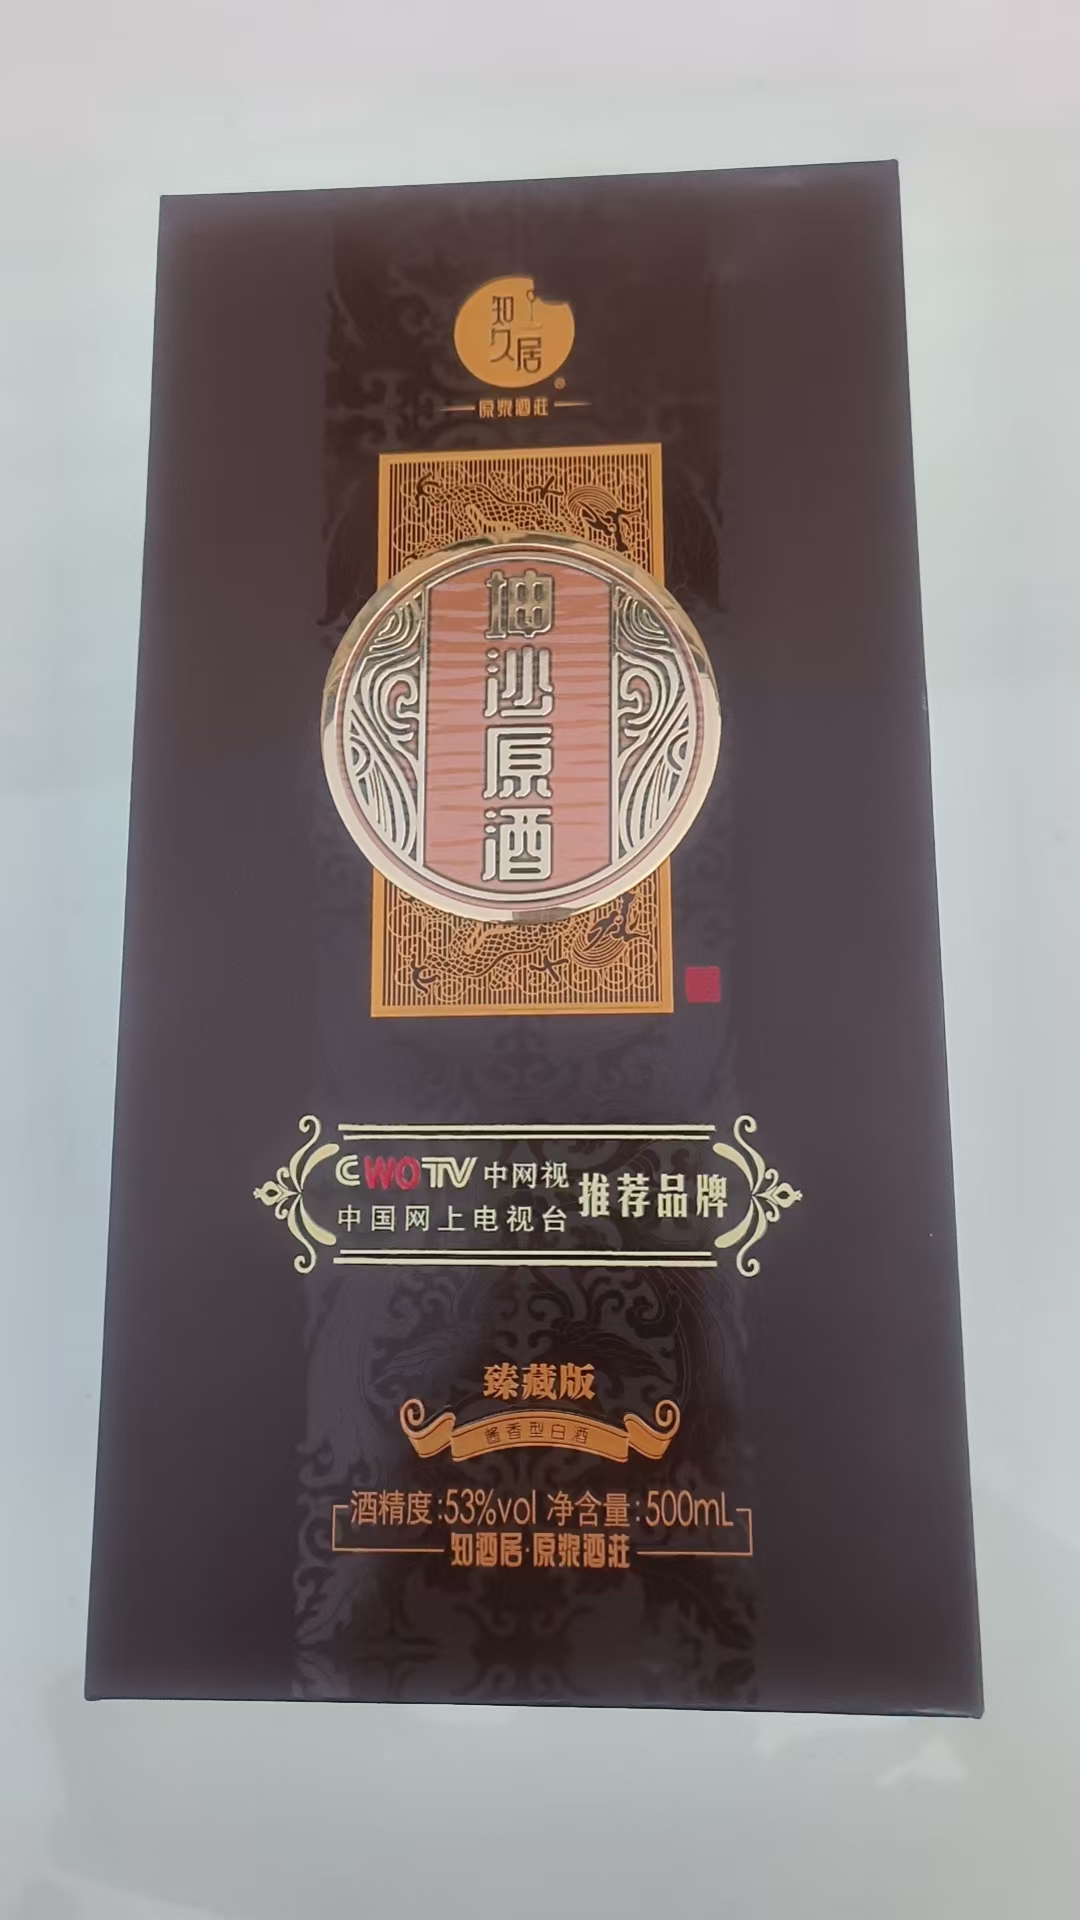 知久居
®
原浆酒莊
坤沙原酒
CWOTV 中网视
中国网上电视台
推荐品牌
臻藏版
酱香型白酒
酒精度:53%vol 净含量:500mL
知酒居·原浆酒莊